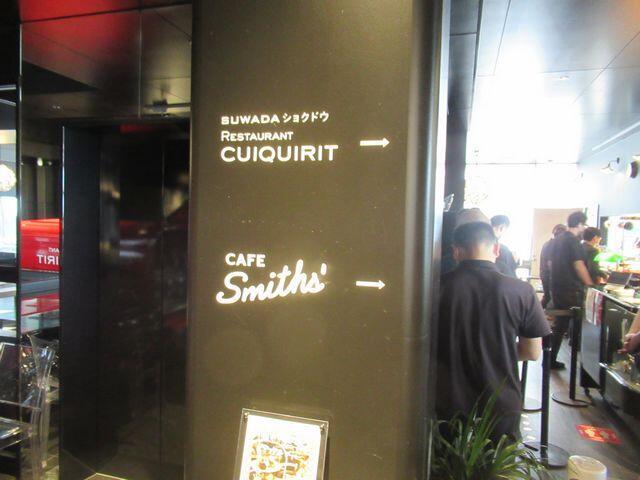 SUWADA ショクドウ
RESTAURANT
CUIQUIRIT
CAFE
Smiths'